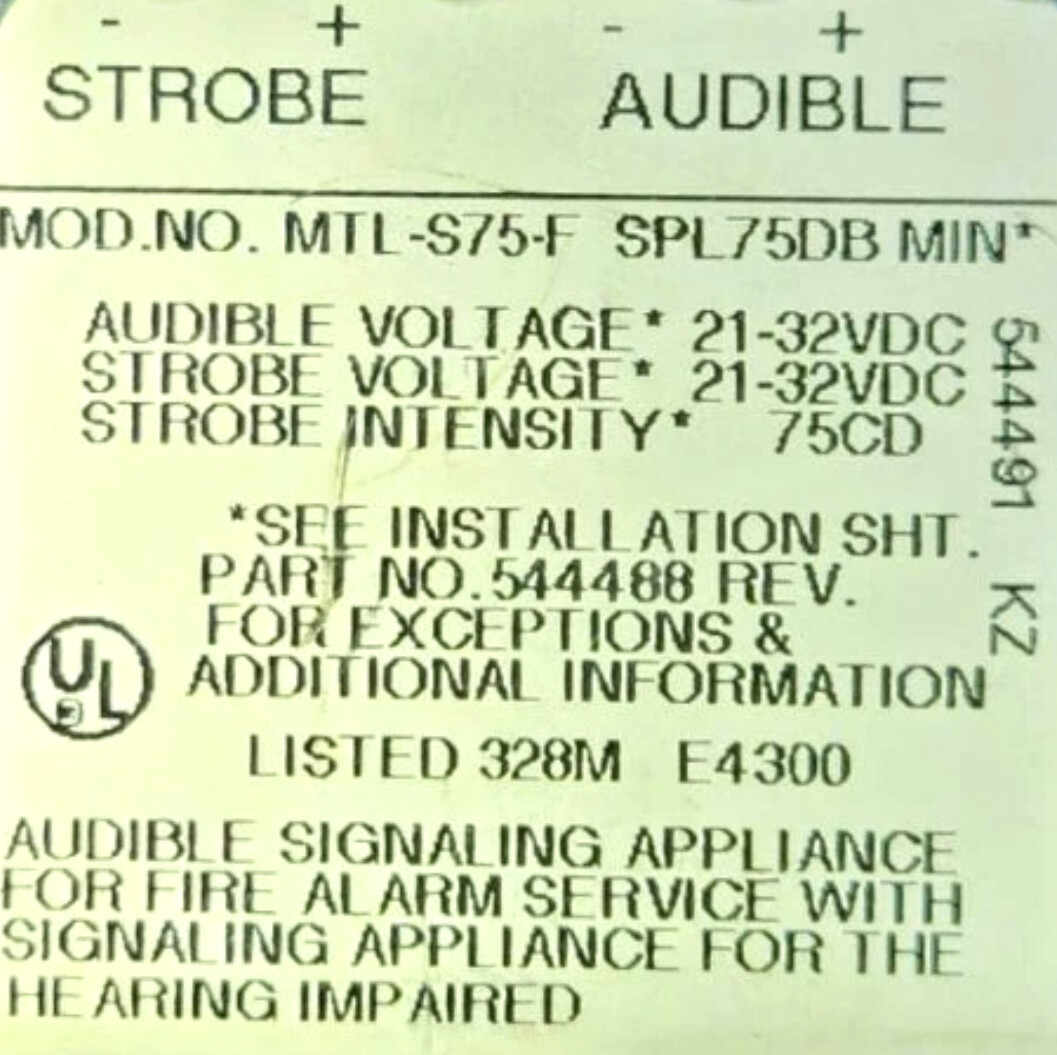 - + - +
STROBE AUDIBLE
MOD.NO. MTL-S75-F SPL75DB MIN*
AUDIBLE VOLTAGE* 21-32VDC
STROBE VOLTAGE* 21-32VDC
STROBE INTENSITY* 75CD
*SEE INSTALLATION SHT.
PART NO.544488 REV.
FOR EXCEPTIONS &
ADDITIONAL INFORMATION
544491 KZ
UL
LISTED 328M E4300
AUDIBLE SIGNALING APPLIANCE
FOR FIRE ALARM SERVICE WITH
SIGNALING APPLIANCE FOR THE
HEARING IMPAIRED